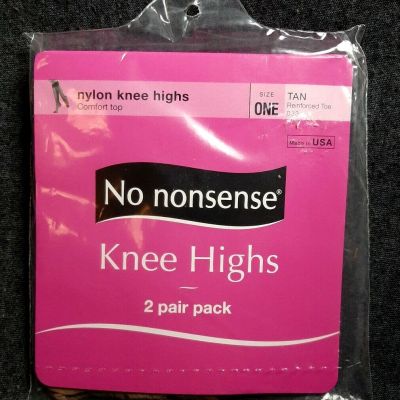 nylon knee highs
Comfort top
SIZE
ONE
TAN
Reinforced Toe
Made in USA
No nonsense®
Knee Highs
2 pair pack